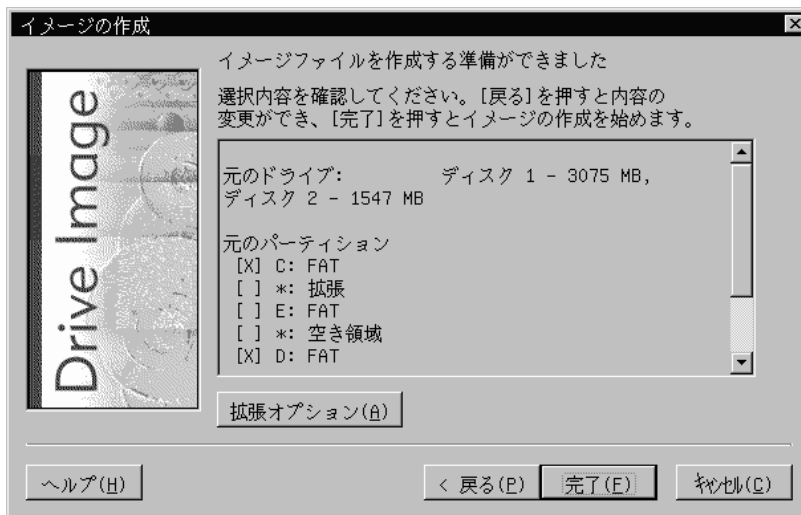 イメージの作成
Drive Image
イメージファイルを作成する準備ができました
選択内容を確認してください。[戻る]を押すと内容の
変更ができ、[完了]を押すとイメージの作成を始めます。
元のドライブ: ディスク 1 - 3075 MB,
ディスク 2 - 1547 MB
元のパーティション
[X] C: FAT
[ ] *: 拡張
[ ] E: FAT
[ ] *: 空き領域
[X] D: FAT
拡張オプション(A)
ヘルプ(H)
< 戻る(P)
完了(F)
ｷｬﾝｾﾙ(C)